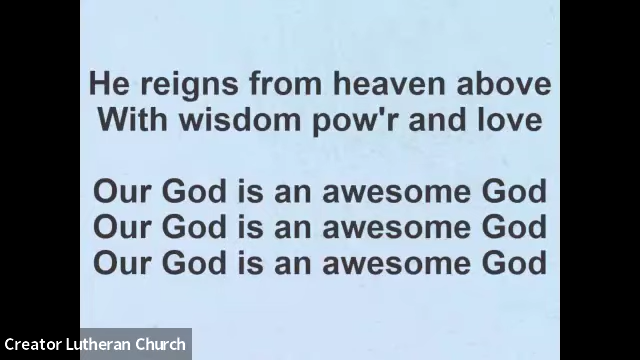 He reigns from heaven above
With wisdom pow'r and love
Our God is an awesome God
Our God is an awesome God
Our God is an awesome God
Creator Lutheran Church